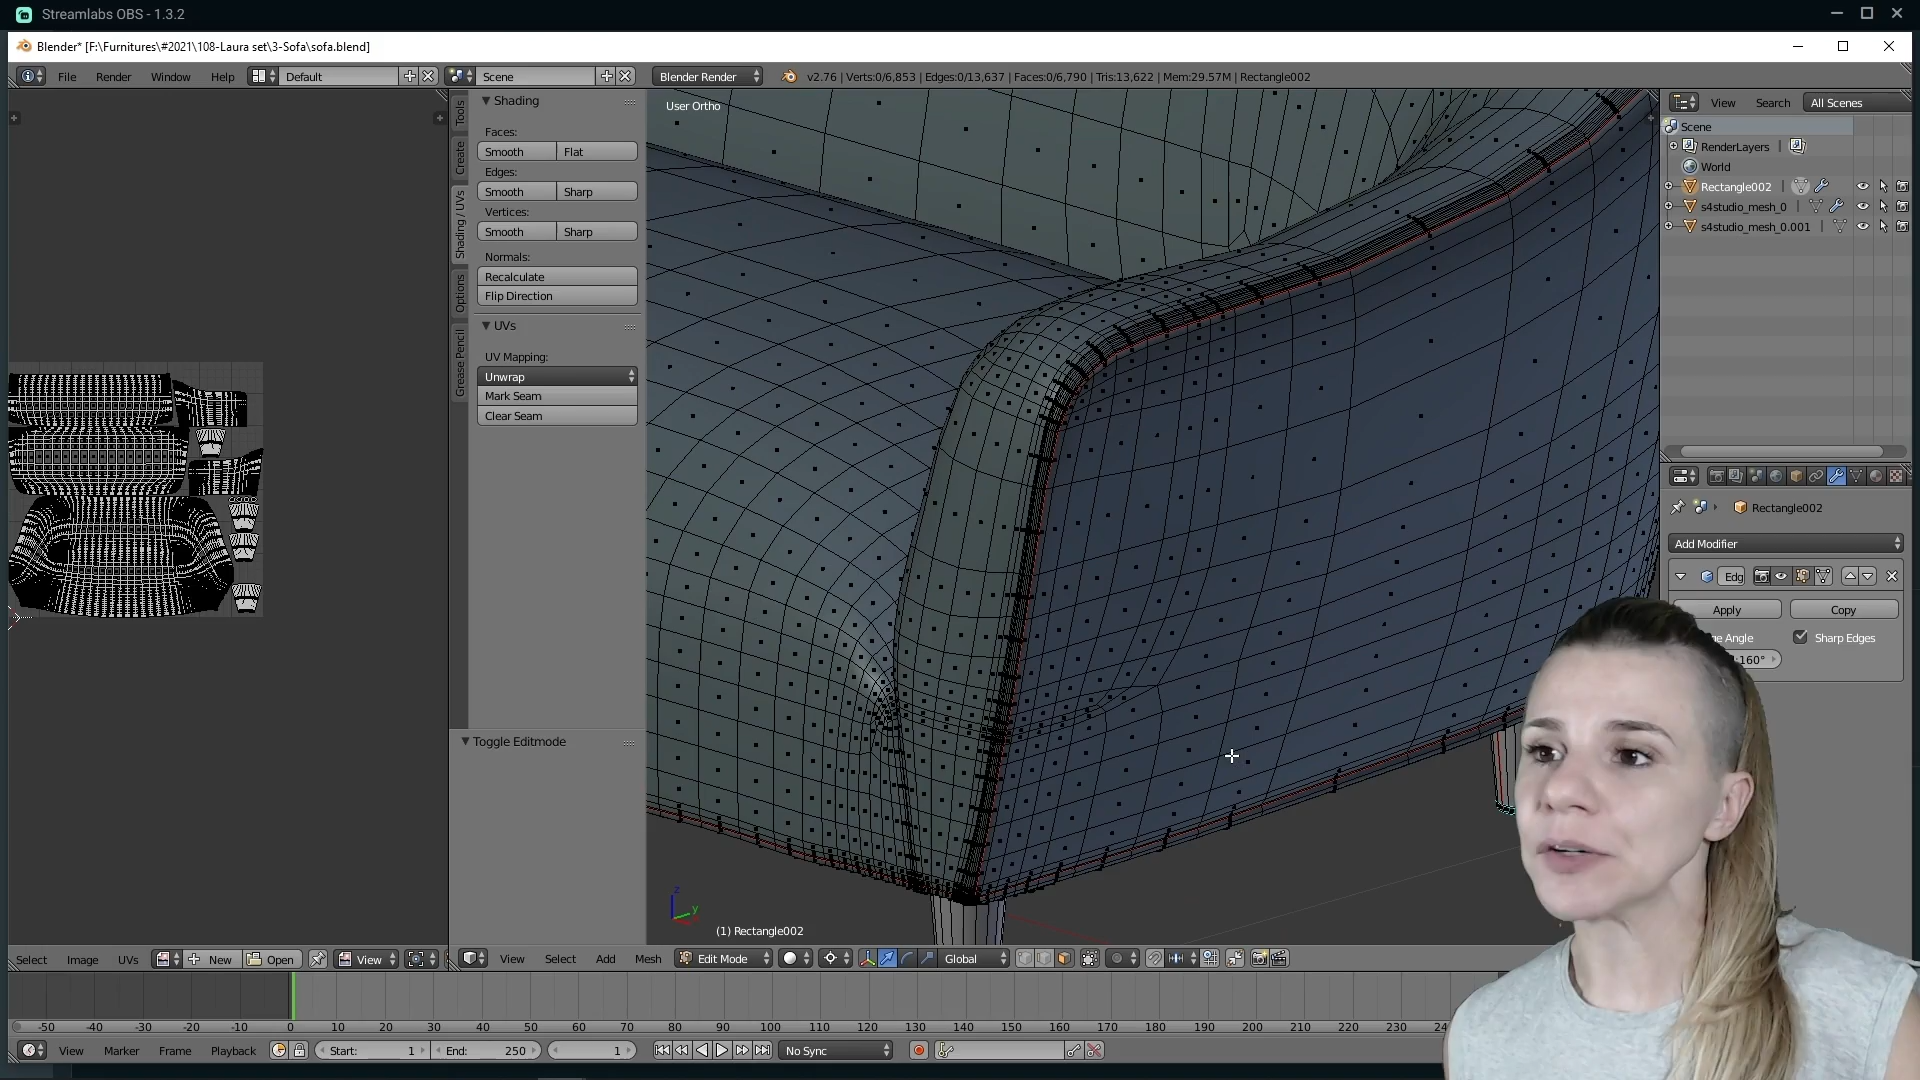 Streamlabs OBS - 1.3.2
Blender* [F:\Furnitures\#2021\108-Laura set\3-Sofa\sofa.blend]
File Render Window Help Default Scene Blender Render v2.76 | Verts:0/6,853 | Edges:0/13,637 | Faces:0/6,790 | Tris:13,622 | Mem:29.57M | Rectangle002
Tools
Create
Shading / UVs
Options
Grease Pencil
Shading
Faces:
Smooth Flat
Edges:
Smooth Sharp
Vertices:
Smooth Sharp
Normals:
Recalculate
Flip Direction
UVs
UV Mapping:
Unwrap
Mark Seam
Clear Seam
Toggle Editmode
User Ortho
z
y
(1) Rectangle002
View Search All Scenes
Scene
RenderLayers
World
Rectangle002
s4studio_mesh_0
s4studio_mesh_0.001
Rectangle002
Add Modifier
Edg
Apply Copy
Angle Sharp Edges
160°
Select Image UVs New Open View
View Select Add Mesh Edit Mode Global
-50 -40 -30 -20 -10 0 10 20 30 40 50 60 70 80 90 100 110 120 130 140 150 160 170 180 190 200 210 220 230
View Marker Frame Playback Start: 1 End: 250 1 No Sync